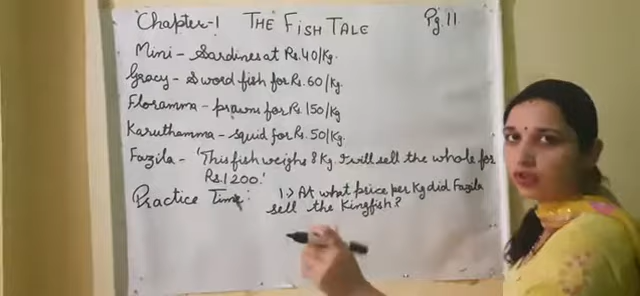 Chapter-1 THE FISH TALE Pg.11
Mini - Sardines at Rs.40/Kg.
Gracy - Sword fish for Rs.60/Kg.
Floramma - prawns for Rs 150/Kg
Karuthamma - squid for Rs.50/Kg.
Fazila - 'This fish weighs 8 Kg I will sell the whole for
Rs.1200.'
Practice Time: 1.) At what price per Kg did Fazila
sell the Kingfish?